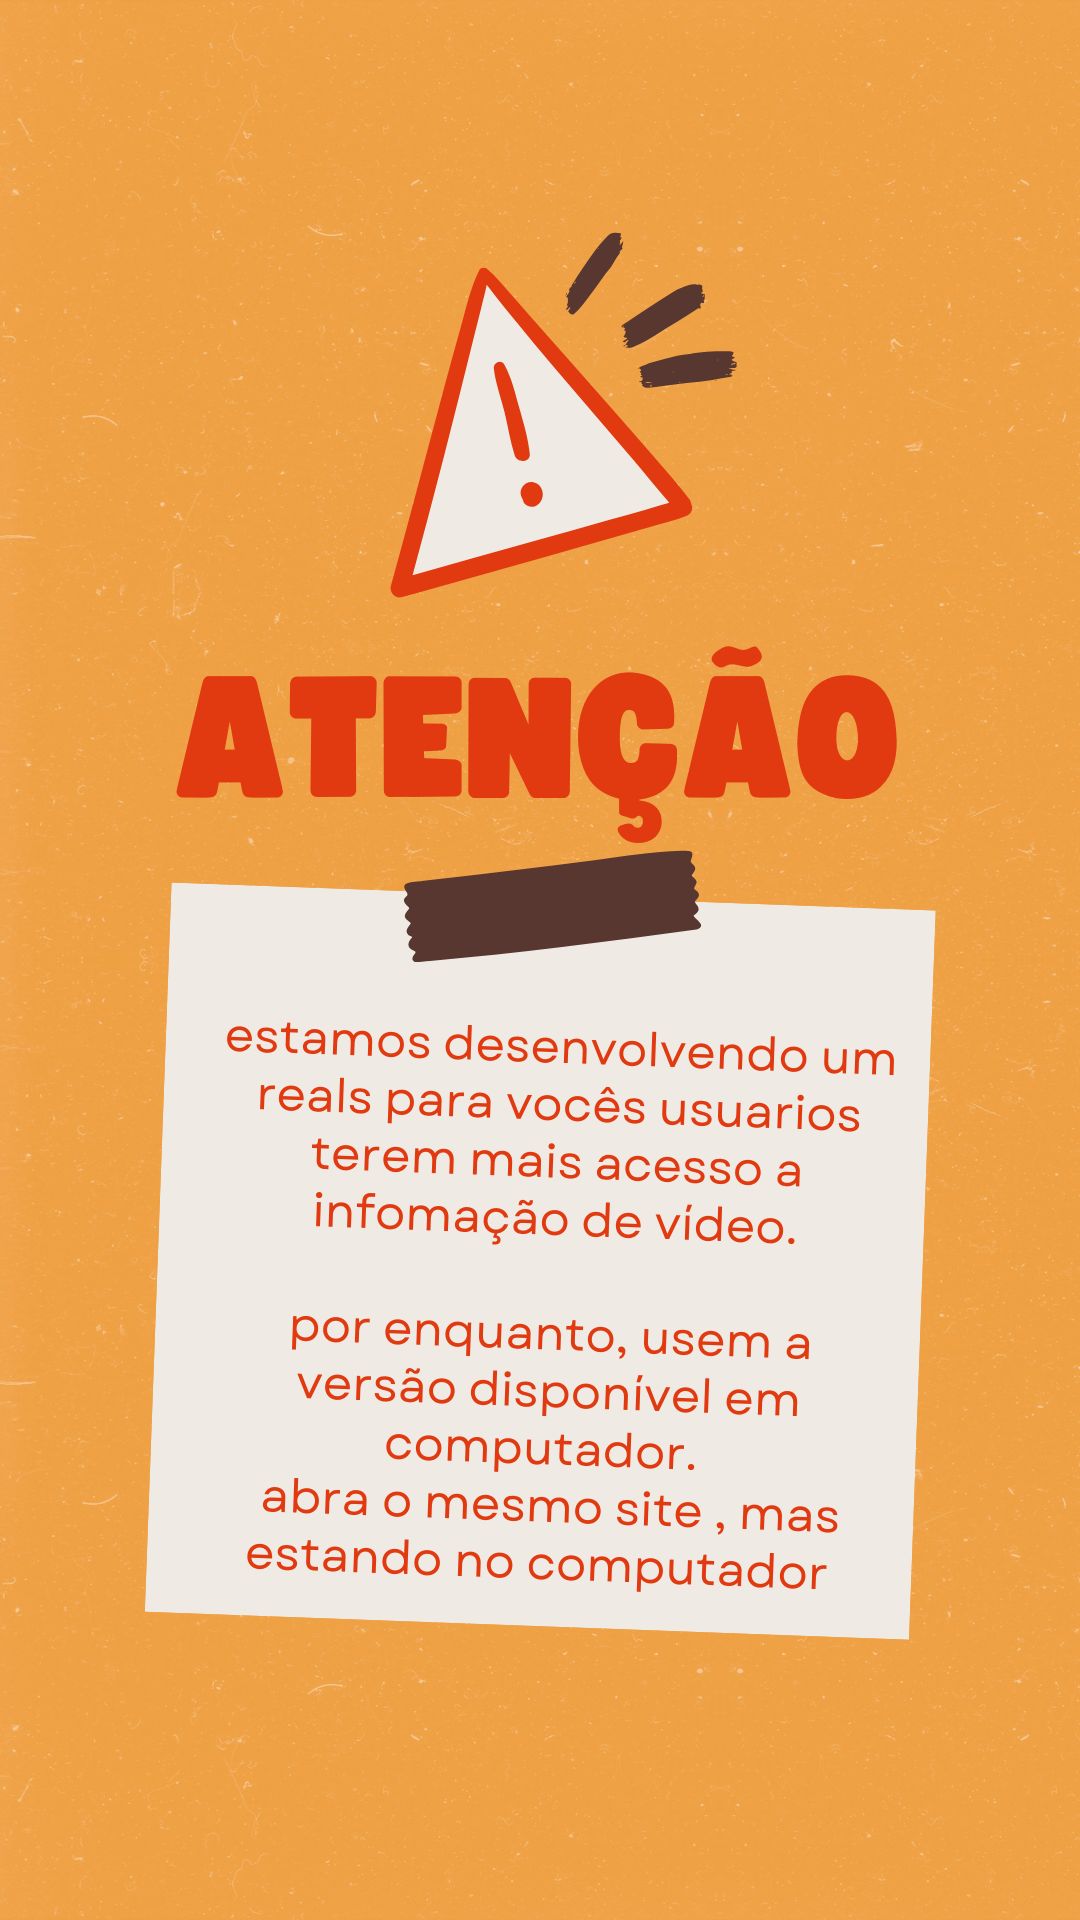 ATENÇÃO
estamos desenvolvendo um
reals para vocês usuarios
terem mais acesso a
infomação de vídeo.
por enquanto, usem a
versão disponível em
computador.
abra o mesmo site , mas
estando no computador